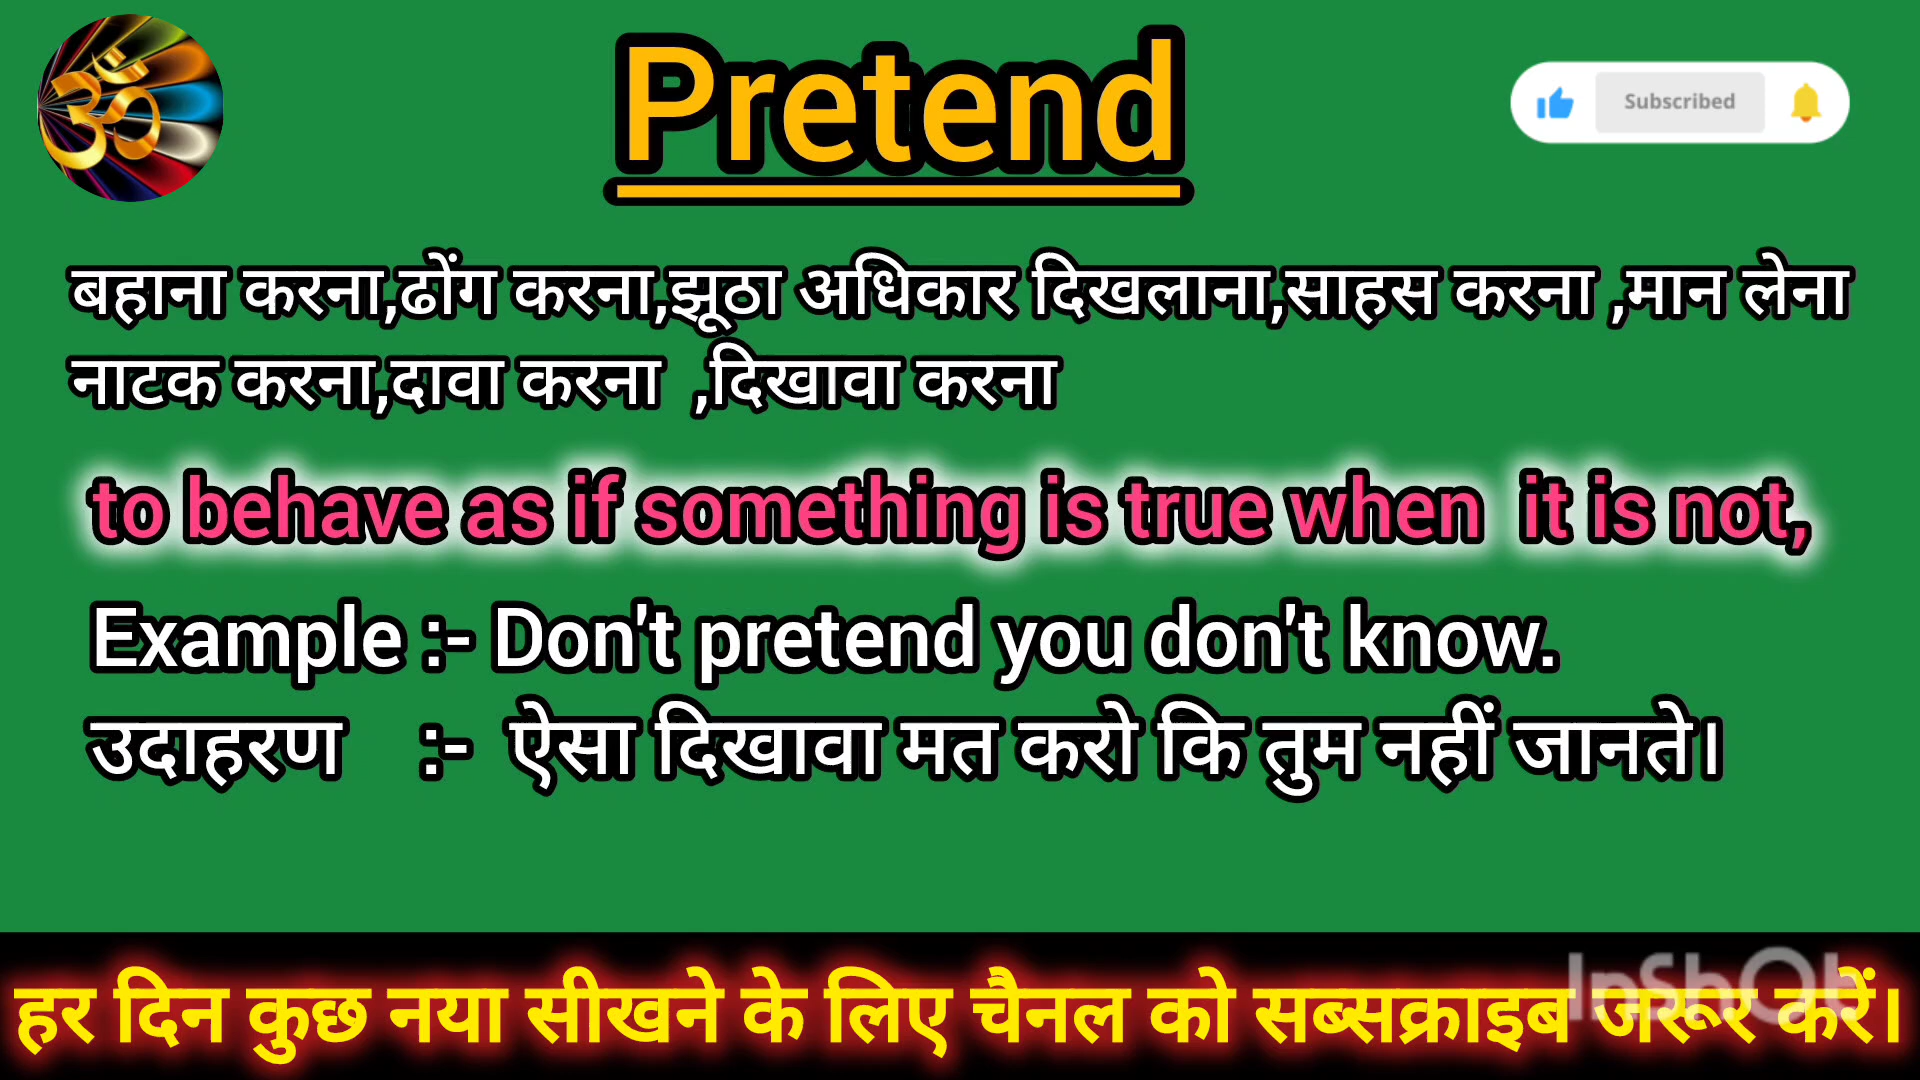 ॐ
Pretend
Subscribed
बहाना करना,ढोंग करना,झूठा अधिकार दिखलाना,साहस करना ,मान लेना
नाटक करना,दावा करना ,दिखावा करना
to behave as if something is true when it is not,
Example :- Don't pretend you don't know.
उदाहरण :- ऐसा दिखावा मत करो कि तुम नहीं जानते।
हर दिन कुछ नया सीखने के लिए चैनल को सब्सक्राइब जरूर करें।
InShOt